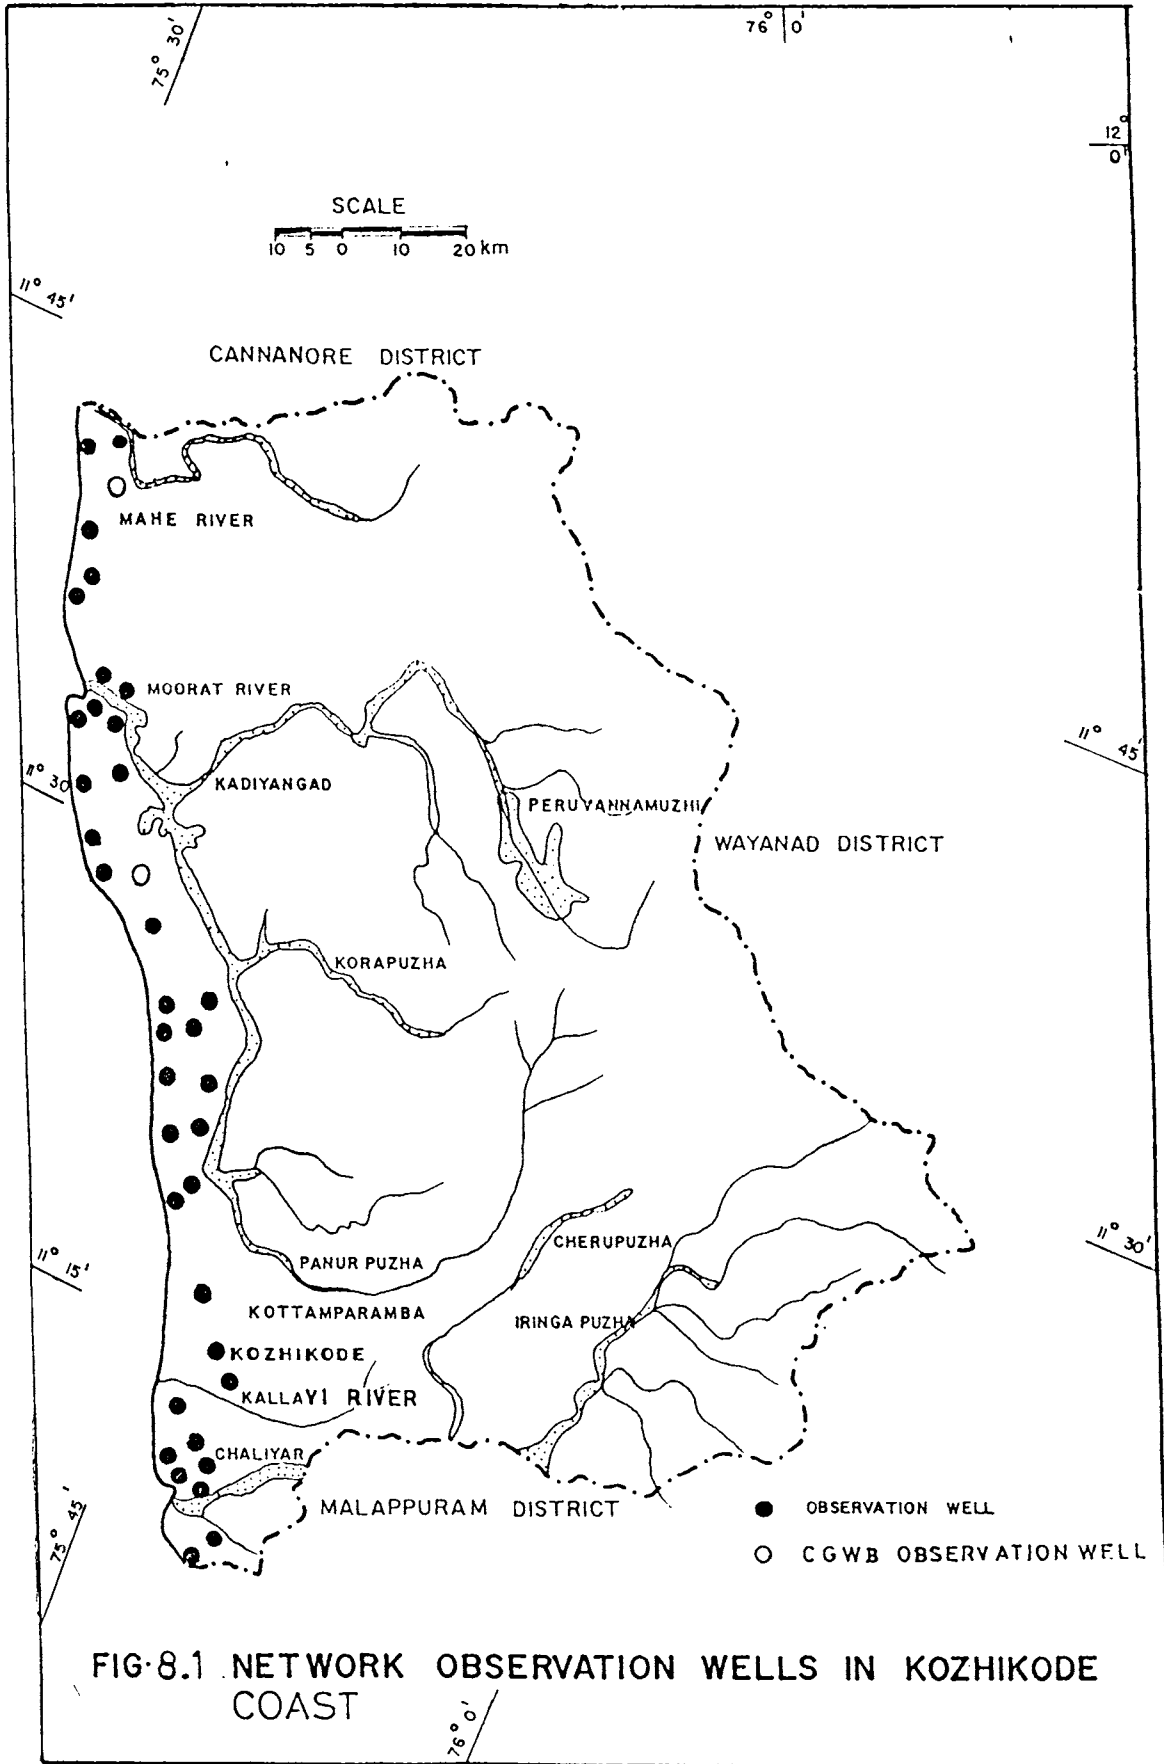 75° 30'
76° 0'
12°
0'
SCALE
10 5 0 10 20 km
11° 45'
CANNANORE DISTRICT
MAHE RIVER
MOORAT RIVER
11° 45'
11° 30
KADIYANGAD
PERUVANNAMUZHI
WAYANAD DISTRICT
KORAPUZHA
11° 30'
CHERUPUZHA
11° 15'
PANUR PUZHA
KOTTAMPARAMBA
IRINGA PUZHA
KOZHIKODE
KALLAYI RIVER
CHALIYAR
MALAPPURAM DISTRICT
OBSERVATION WELL
75° 45'
CGWB OBSERVATION WELL
FIG·8.1 NETWORK OBSERVATION WELLS IN KOZHIKODE
COAST
76° 0'